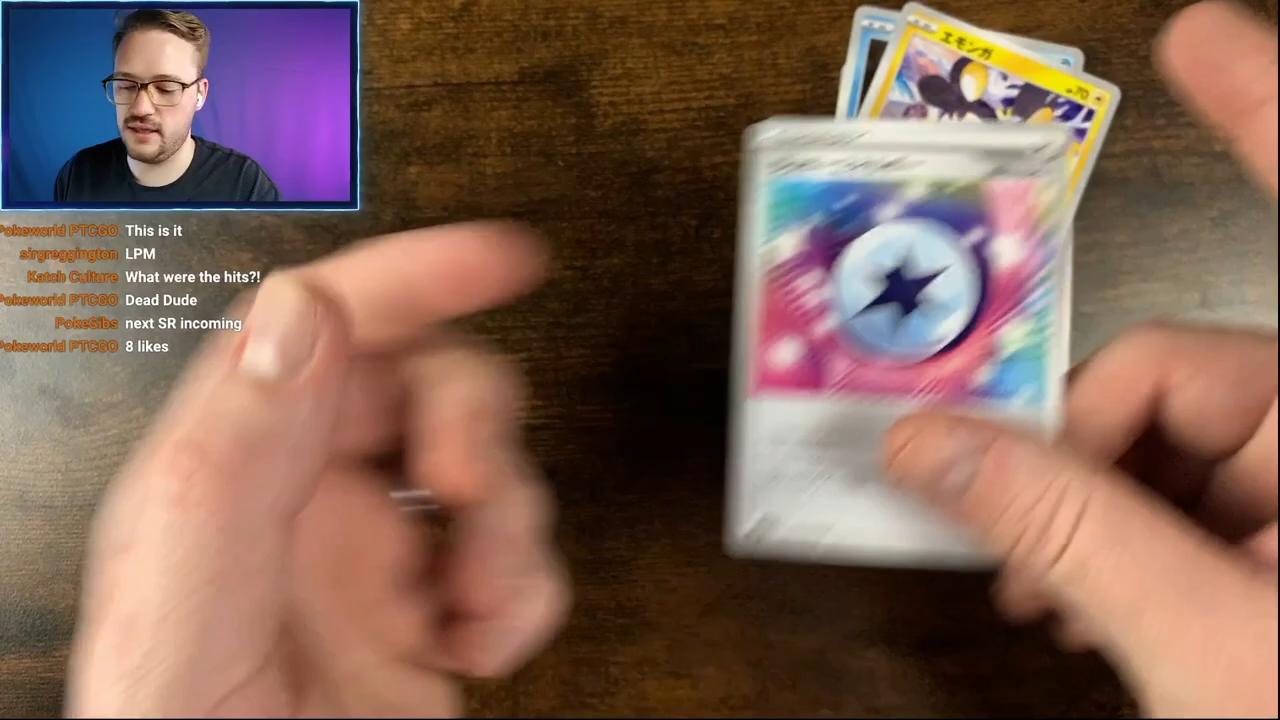 エモンガ
70
Pokeworld PTCGO This is it
sirgreggington LPM
Katch Culture What were the hits?!
Pokeworld PTCGO Dead Dude
PokeSibs next SR incoming
Pokeworld PTCGO 8 likes